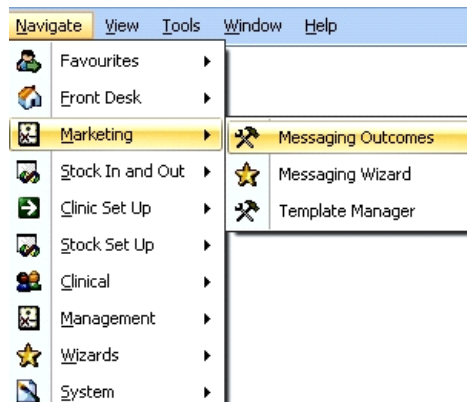 Navigate View Tools Window Help
Favourites
Front Desk
Marketing
Messaging Outcomes
Stock In and Out
Messaging Wizard
Clinic Set Up
Template Manager
Stock Set Up
Clinical
Management
Wizards
System